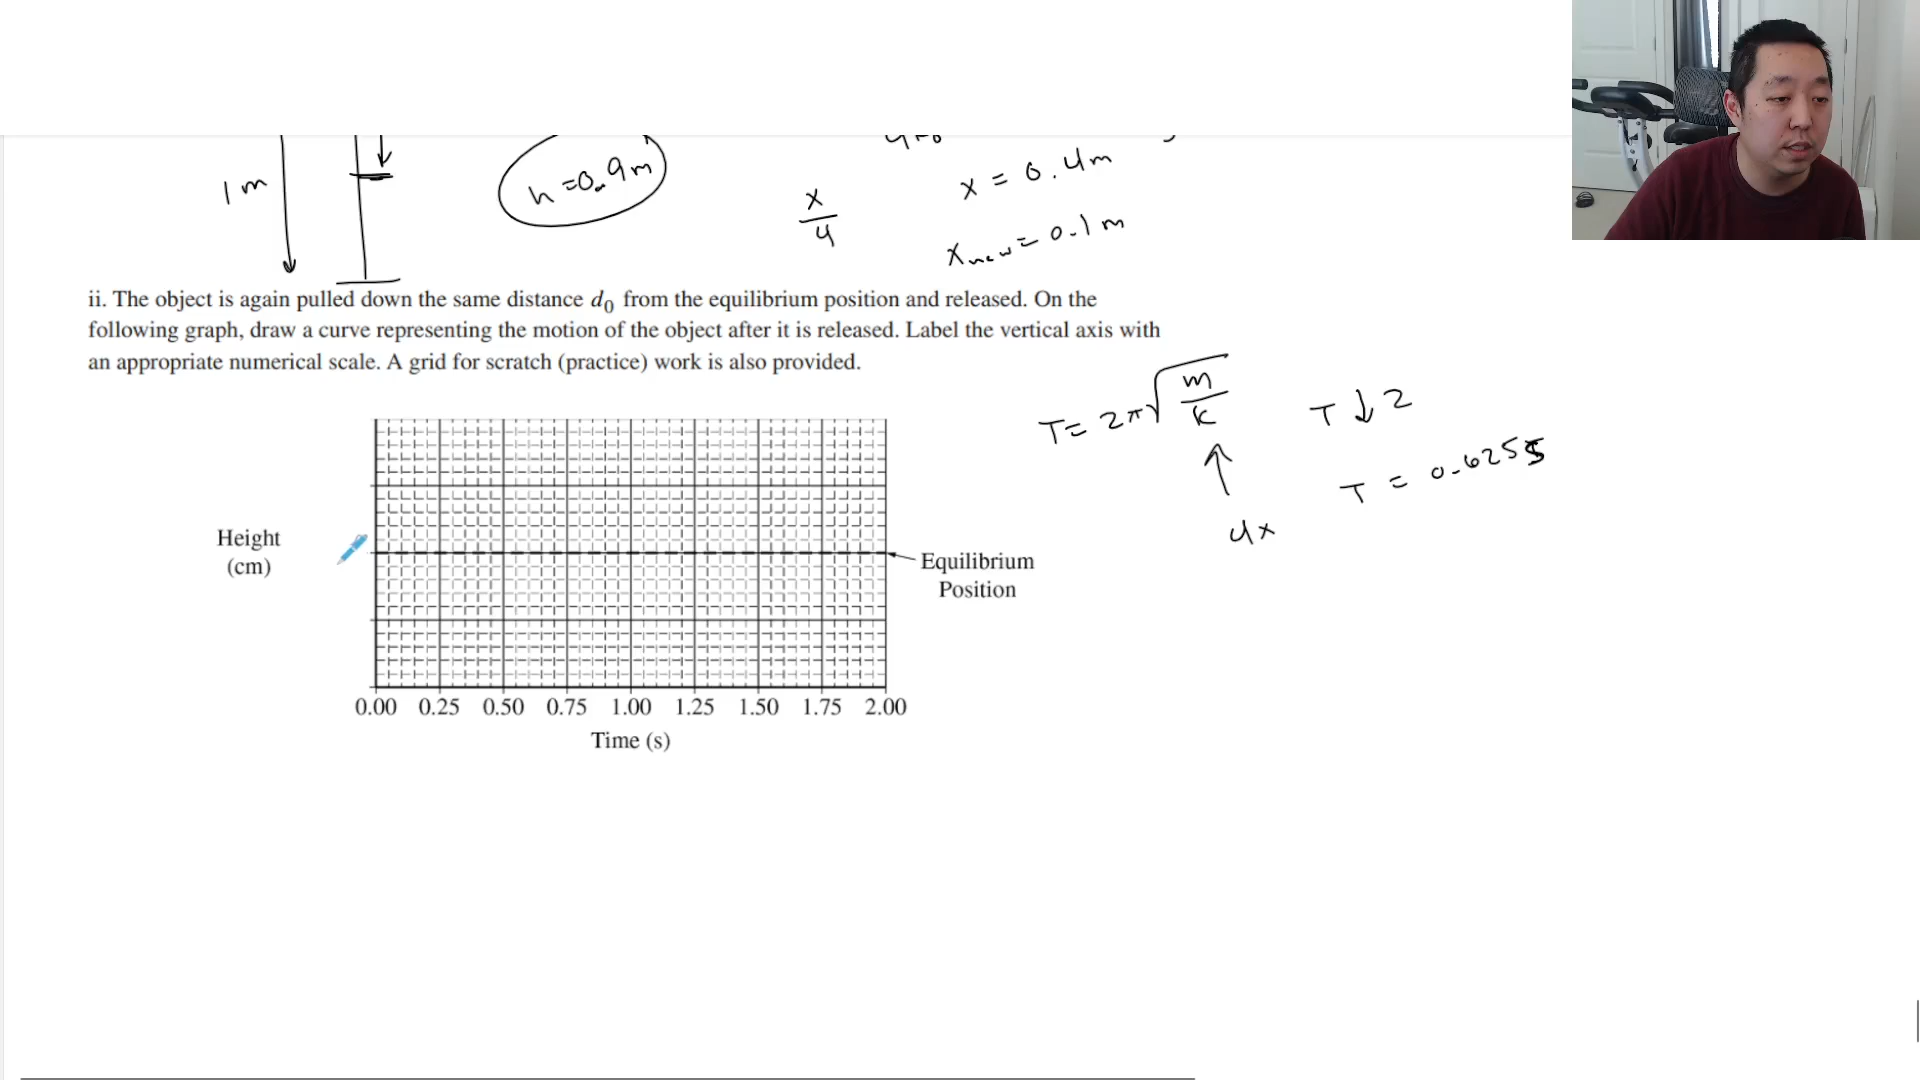 1 m
h = 0.9m
x = 0.4m
x
4
xnew = 0.1 m
ii. The object is again pulled down the same distance d0 from the equilibrium position and released. On the
following graph, draw a curve representing the motion of the object after it is released. Label the vertical axis with
an appropriate numerical scale. A grid for scratch (practice) work is also provided.
T = 2π√
m
k
T ↓ 2
T = 0.625s
4x
Height
(cm)
Equilibrium
Position
0.00 0.25 0.50 0.75 1.00 1.25 1.50 1.75 2.00
Time (s)